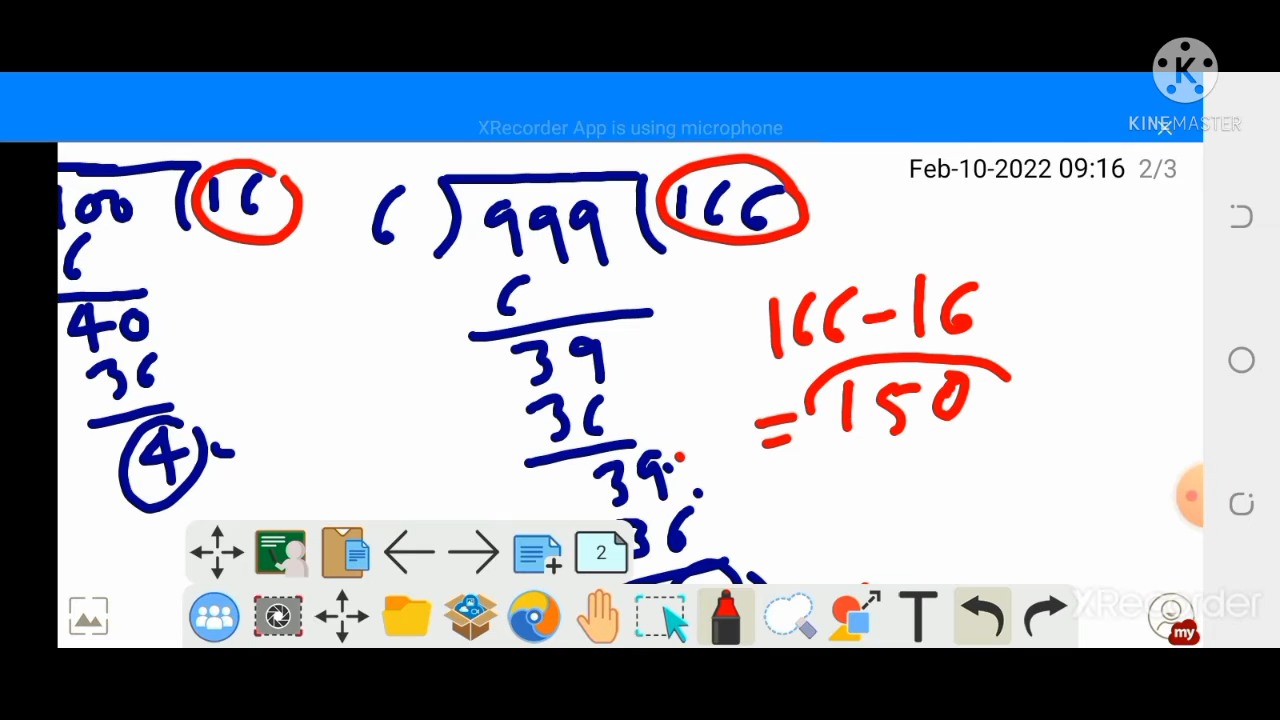 K
KINEMASTER
XRecorder App is using microphone
Feb-10-2022 09:16 2/3
100 ( 16
6
40
36
4
6 ) 999 ( 166
6
39
36
39
36
166-16
= 150
2
T
XRecorder
my